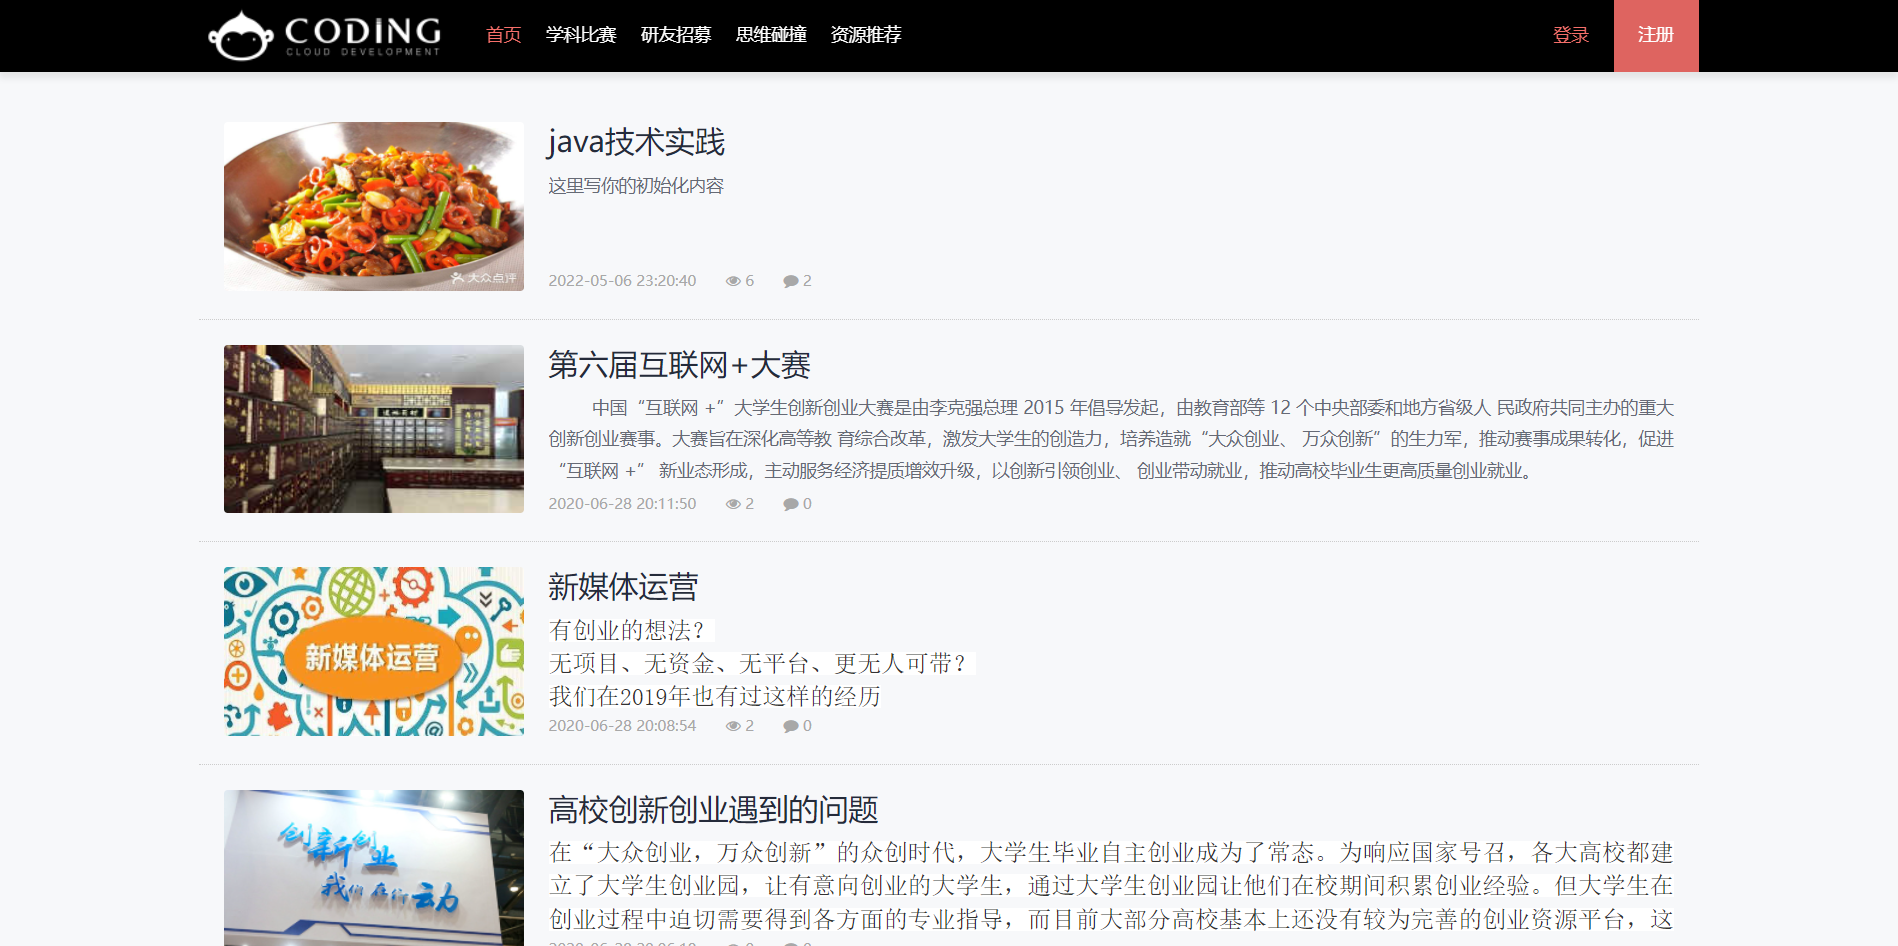 CODING
CLOUD DEVELOPMENT
首页 学科比赛 研友招募 思维碰撞 资源推荐 登录 注册
java技术实践
这里写你的初始化内容
大众点评
2022-05-06 23:20:40 6 2
第六届互联网+大赛
中国“互联网 +”大学生创新创业大赛是由李克强总理 2015 年倡导发起，由教育部等 12 个中央部委和地方省级人 民政府共同主办的重大
创新创业赛事。大赛旨在深化高等教 育综合改革，激发大学生的创造力，培养造就“大众创业、 万众创新”的生力军，推动赛事成果转化，促进
“互联网 +” 新业态形成，主动服务经济提质增效升级，以创新引领创业、 创业带动就业，推动高校毕业生更高质量创业就业。
2020-06-28 20:11:50 2 0
新媒体运营
新媒体运营
有创业的想法？
无项目、无资金、无平台、更无人可带？
我们在2019年也有过这样的经历
2020-06-28 20:08:54 2 0
高校创新创业遇到的问题
创新创业
我们在行动力
在“大众创业，万众创新”的众创时代，大学生毕业自主创业成为了常态。为响应国家号召，各大高校都建
立了大学生创业园，让有意向创业的大学生，通过大学生创业园让他们在校期间积累创业经验。但大学生在
创业过程中迫切需要得到各方面的专业指导，而目前大部分高校基本上还没有较为完善的创业资源平台，这